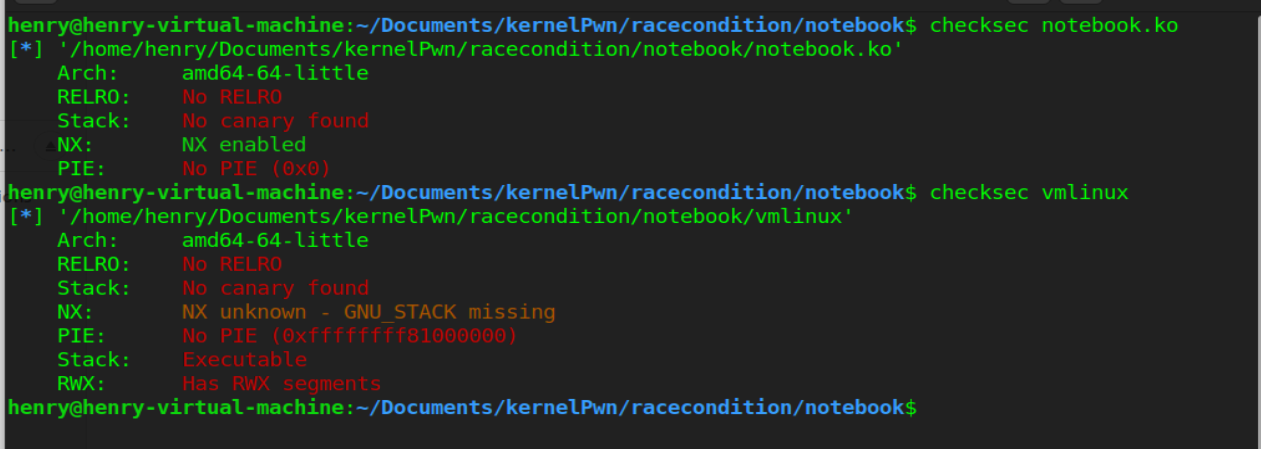 henry@henry-virtual-machine:~/Documents/kernelPwn/racecondition/notebook$ checksec notebook.ko
[*] '/home/henry/Documents/kernelPwn/racecondition/notebook/notebook.ko'
Arch: amd64-64-little
RELRO: No RELRO
Stack: No canary found
NX: NX enabled
PIE: No PIE (0x0)
henry@henry-virtual-machine:~/Documents/kernelPwn/racecondition/notebook$ checksec vmlinux
[*] '/home/henry/Documents/kernelPwn/racecondition/notebook/vmlinux'
Arch: amd64-64-little
RELRO: No RELRO
Stack: No canary found
NX: NX unknown - GNU_STACK missing
PIE: No PIE (0xffffffff81000000)
Stack: Executable
RWX: Has RWX segments
henry@henry-virtual-machine:~/Documents/kernelPwn/racecondition/notebook$